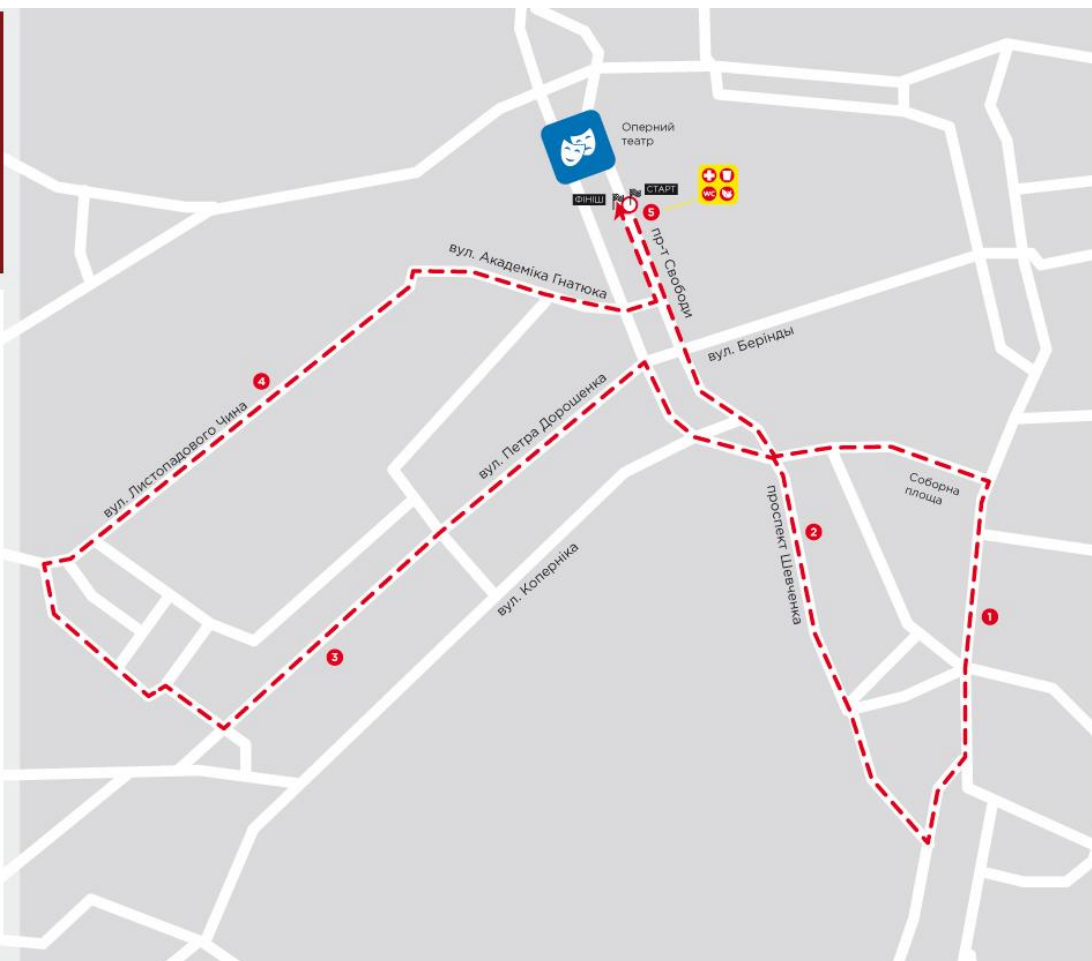 Оперний
театр
СТАРТ
ФІНІШ
WC
5
пр-т Свободи
вул. Академіка Гнатюка
вул. Берінди
4
вул. Петра Дорошенка
вул. Листопадового Чина
Соборна
площа
2
проспект Шевченка
вул. Коперніка
1
3